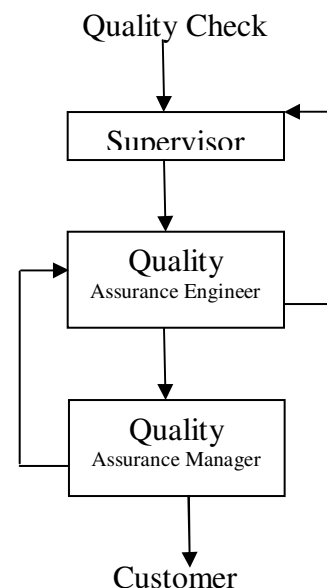 Quality Check
Supervisor
Quality
Assurance Engineer
Quality
Assurance Manager
Customer